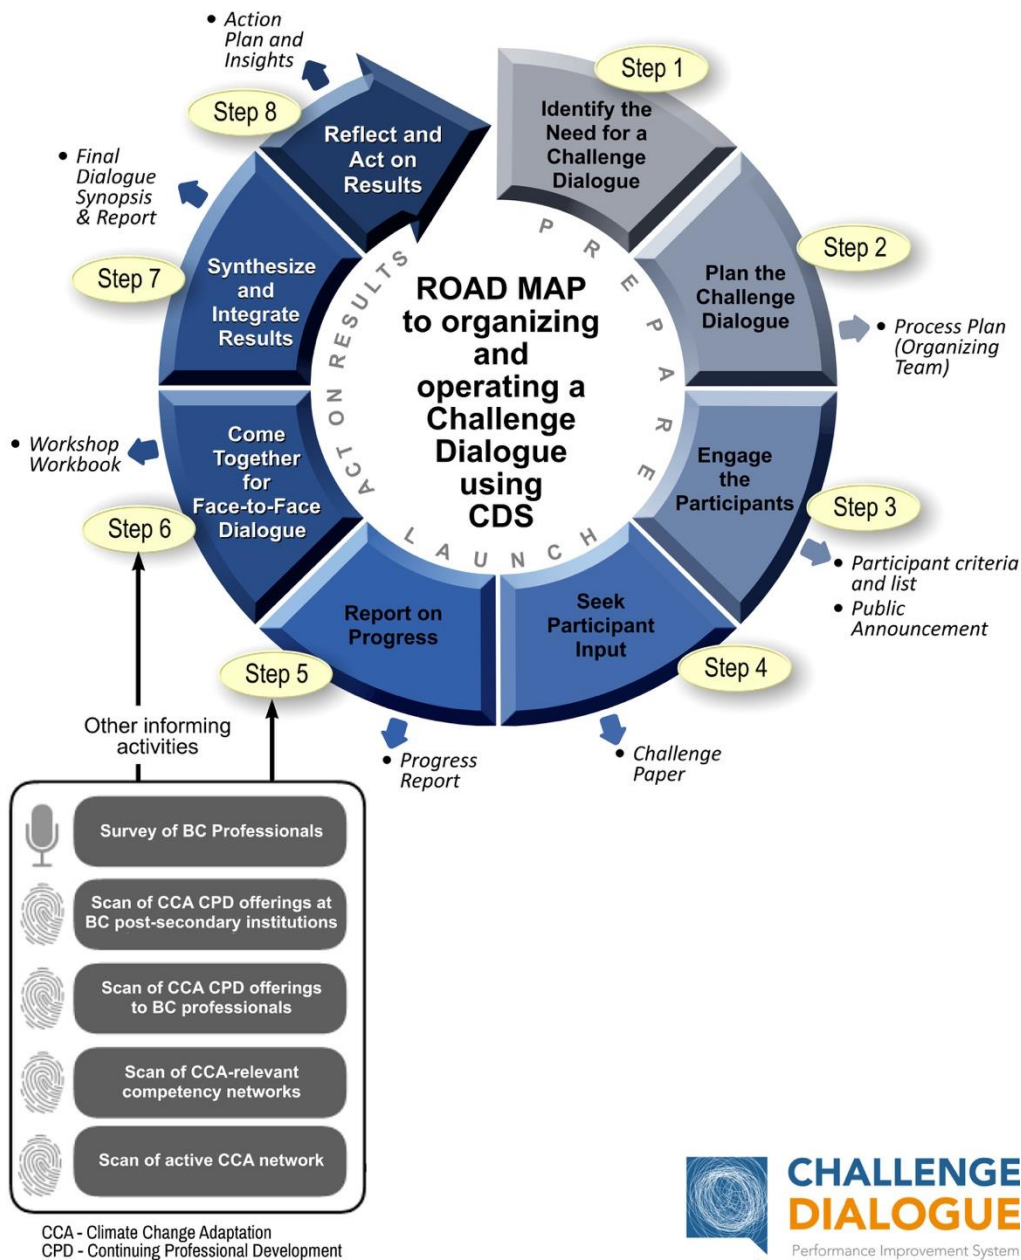 Step 1
Identify the
Need for a
Challenge
Dialogue
Step 2
Plan the
Challenge
Dialogue
• Process Plan
(Organizing
Team)
Step 3
Engage
the
Participants
• Participant criteria
and list
• Public
Announcement
Step 4
Seek
Participant
Input
• Challenge
Paper
Step 5
Report on
Progress
• Progress
Report
Step 6
Come
Together
for
Face-to-Face
Dialogue
• Workshop
Workbook
Step 7
Synthesize
and
Integrate
Results
• Final
Dialogue
Synopsis
& Report
Step 8
Reflect and
Act on
Results
• Action
Plan and
Insights
PREPARE
LAUNCH
ACT ON RESULTS
ROAD MAP
to organizing
and
operating a
Challenge
Dialogue
using
CDS
Other informing
activities
Survey of BC Professionals
Scan of CCA CPD offerings at
BC post-secondary institutions
Scan of CCA CPD offerings
to BC professionals
Scan of CCA-relevant
competency networks
Scan of active CCA network
CCA - Climate Change Adaptation
CPD - Continuing Professional Development
CHALLENGE
DIALOGUE
Performance Improvement System